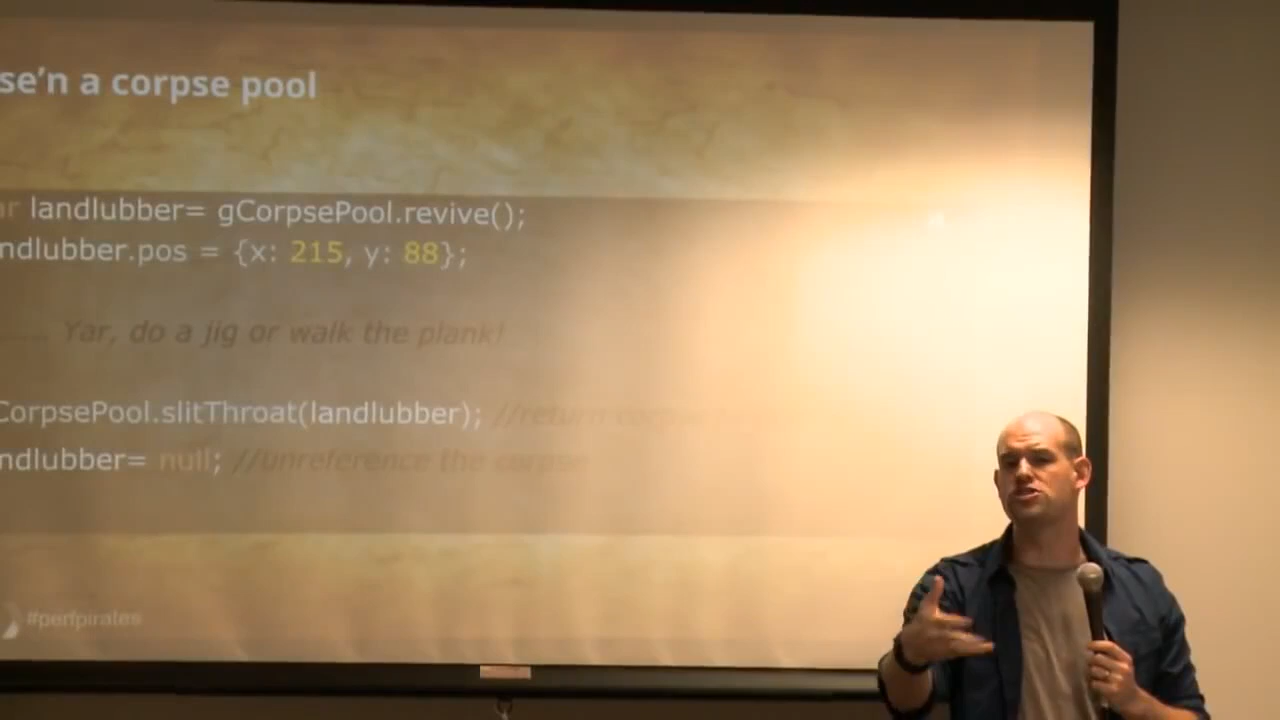 se'n a corpse pool
ar landlubber= gCorpsePool.revive();
ndlubber.pos = {x: 215, y: 88};
.... Yar, do a jig or walk the plank!
CorpsePool.slitThroat(landlubber); //return corpse
ndlubber= null; //unreference the corpse
#perfpirates